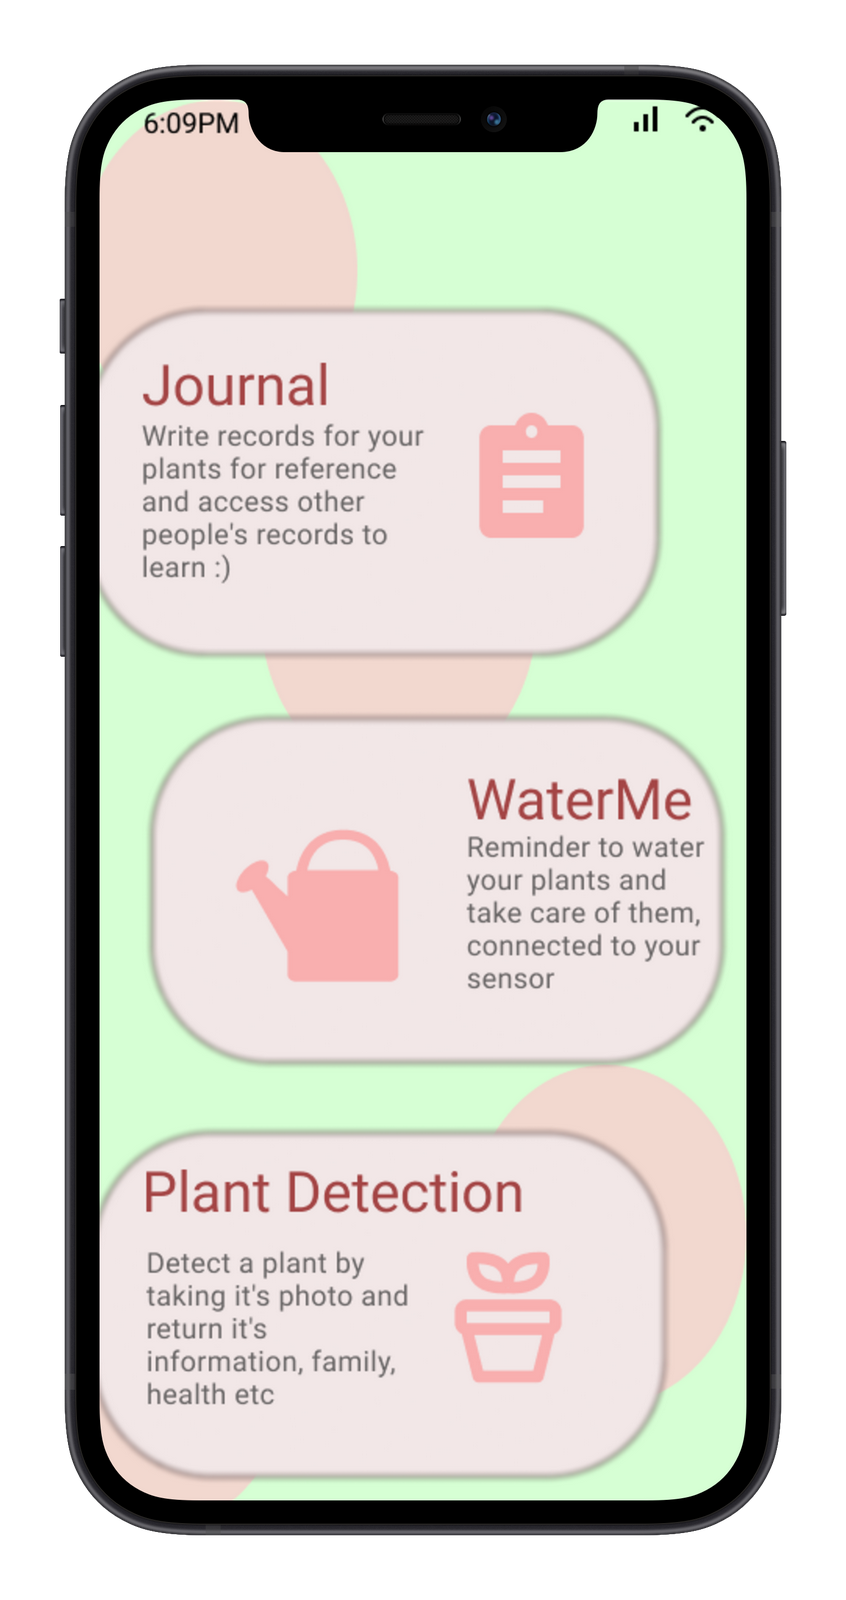 6:09PM
Journal
Write records for your
plants for reference
and access other
people's records to
learn :)
WaterMe
Reminder to water
your plants and
take care of them,
connected to your
sensor
Plant Detection
Detect a plant by
taking it's photo and
return it's
information, family,
health etc